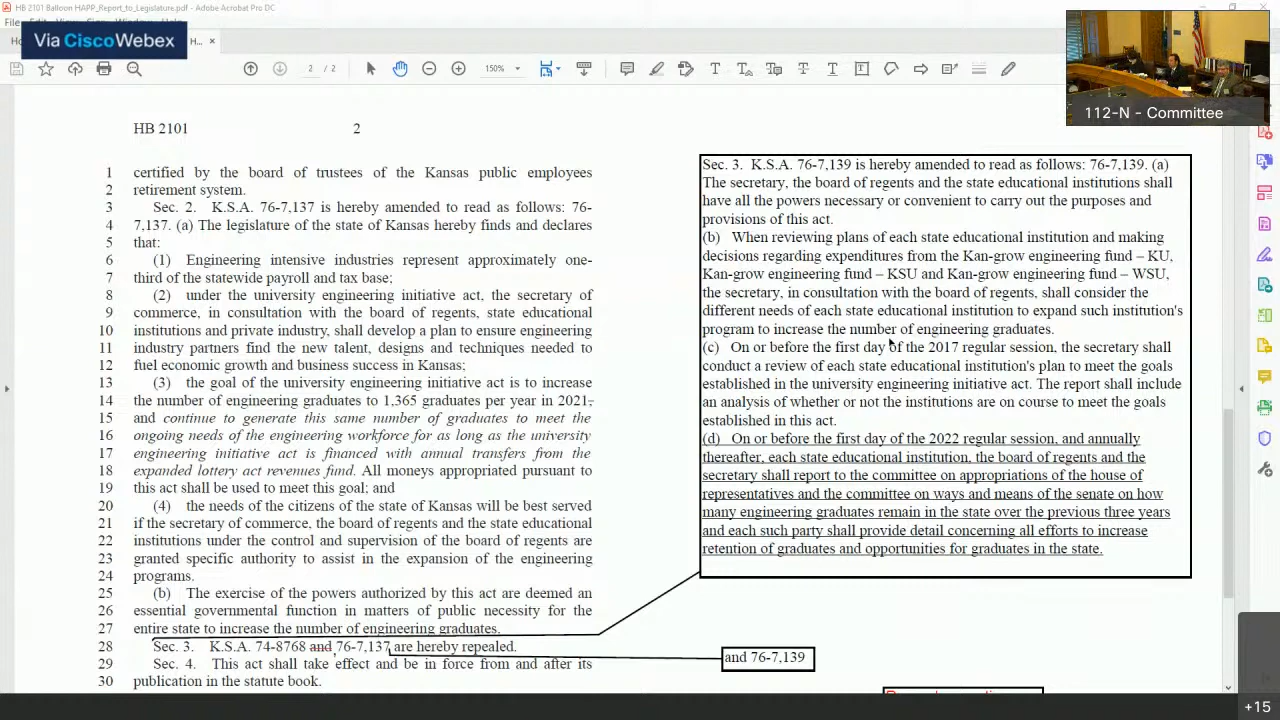 HB 2101 Balloon HAPP_Report_to_Legislature.pdf - Adobe Acrobat Pro DC
Via CiscoWebex
H... ×
2 / 2
150%
112-N - Committee
HB 2101 2
1 certified by the board of trustees of the Kansas public employees
2 retirement system.
3 Sec. 2. K.S.A. 76-7,137 is hereby amended to read as follows: 76-
4 7,137. (a) The legislature of the state of Kansas hereby finds and declares
5 that:
6 (1) Engineering intensive industries represent approximately one-
7 third of the statewide payroll and tax base;
8 (2) under the university engineering initiative act, the secretary of
9 commerce, in consultation with the board of regents, state educational
10 institutions and private industry, shall develop a plan to ensure engineering
11 industry partners find the new talent, designs and techniques needed to
12 fuel economic growth and business success in Kansas;
13 (3) the goal of the university engineering initiative act is to increase
14 the number of engineering graduates to 1,365 graduates per year in 2021,
15 and continue to generate this same number of graduates to meet the
16 ongoing needs of the engineering workforce for as long as the university
17 engineering initiative act is financed with annual transfers from the
18 expanded lottery act revenues fund. All moneys appropriated pursuant to
19 this act shall be used to meet this goal; and
20 (4) the needs of the citizens of the state of Kansas will be best served
21 if the secretary of commerce, the board of regents and the state educational
22 institutions under the control and supervision of the board of regents are
23 granted specific authority to assist in the expansion of the engineering
24 programs.
25 (b) The exercise of the powers authorized by this act are deemed an
26 essential governmental function in matters of public necessity for the
27 entire state to increase the number of engineering graduates.
28 Sec. 3. K.S.A. 74-8768 and , 76-7,137 are hereby repealed.
29 Sec. 4. This act shall take effect and be in force from and after its
30 publication in the statute book.
Sec. 3. K.S.A. 76-7,139 is hereby amended to read as follows: 76-7,139. (a)
The secretary, the board of regents and the state educational institutions shall
have all the powers necessary or convenient to carry out the purposes and
provisions of this act.
(b) When reviewing plans of each state educational institution and making
decisions regarding expenditures from the Kan-grow engineering fund – KU,
Kan-grow engineering fund – KSU and Kan-grow engineering fund – WSU,
the secretary, in consultation with the board of regents, shall consider the
different needs of each state educational institution to expand such institution's
program to increase the number of engineering graduates.
(c) On or before the first day of the 2017 regular session, the secretary shall
conduct a review of each state educational institution's plan to meet the goals
established in the university engineering initiative act. The report shall include
an analysis of whether or not the institutions are on course to meet the goals
established in this act.
(d) On or before the first day of the 2022 regular session, and annually
thereafter, each state educational institution, the board of regents and the
secretary shall report to the committee on appropriations of the house of
representatives and the committee on ways and means of the senate on how
many engineering graduates remain in the state over the previous three years
and each such party shall provide detail concerning all efforts to increase
retention of graduates and opportunities for graduates in the state.
and 76-7,139
+15